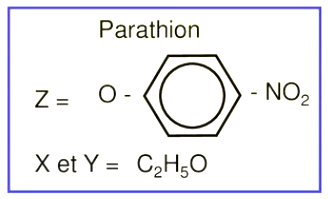 Parathion
Z = O - - NO₂
X et Y = C₂H₅O